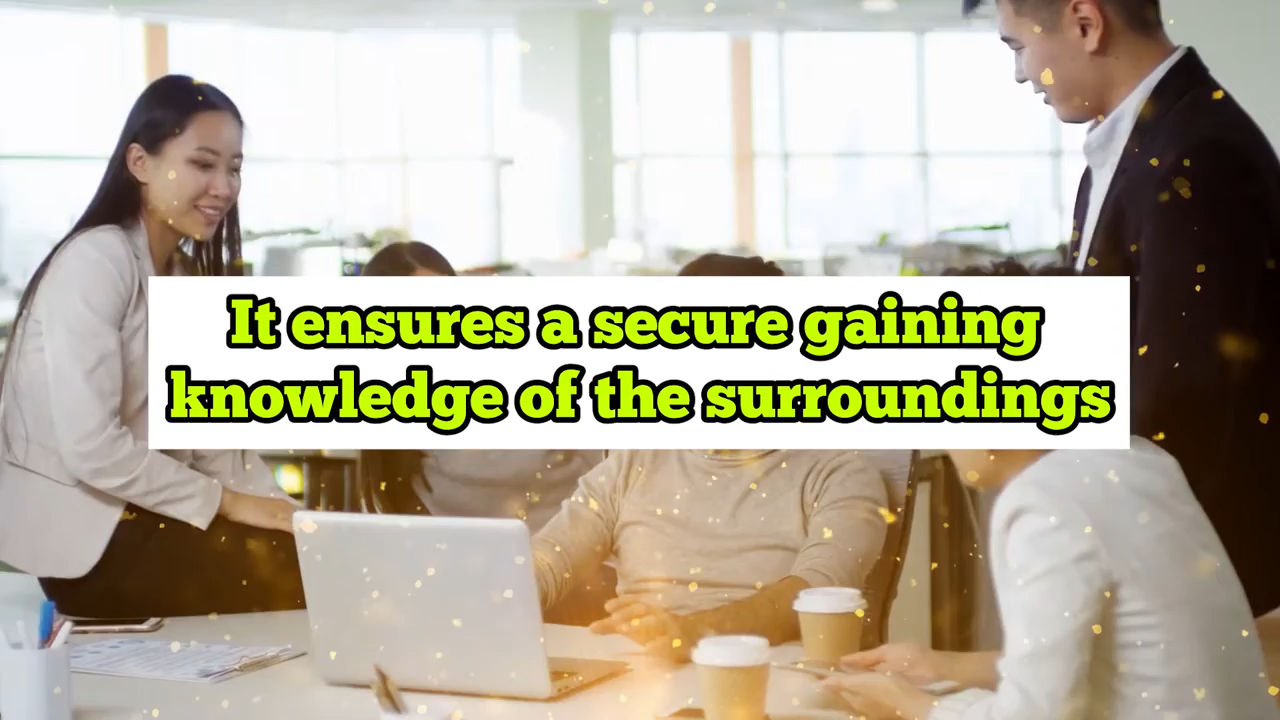 It ensures a secure gaining
knowledge of the surroundings